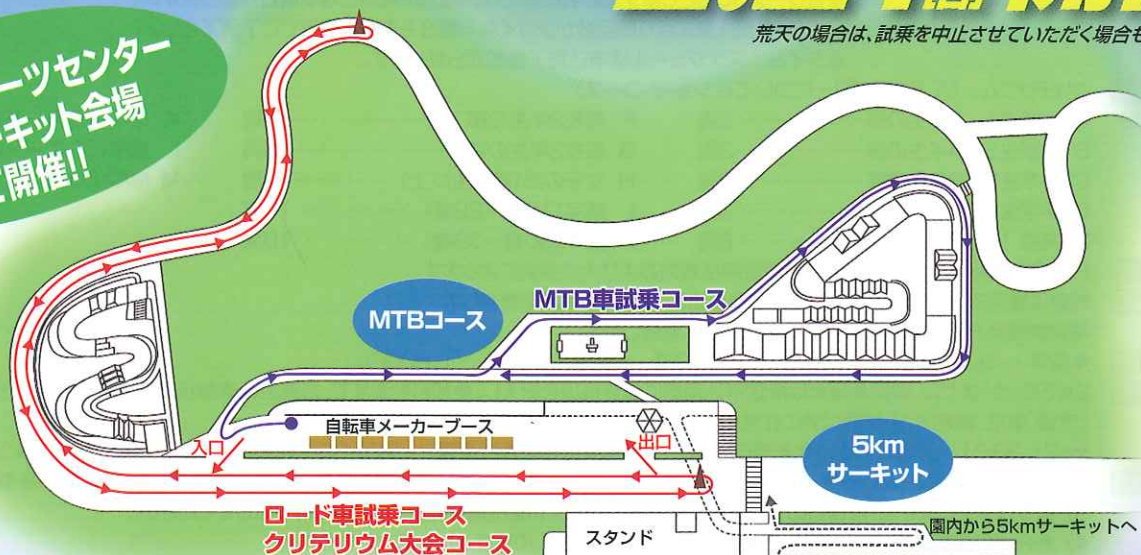 荒天の場合は、試乗を中止させていただく場合も
ーツセンター
ーキット会場
開催!!
MTBコース
MTB車試乗コース
自転車メーカーブース
入口
出口
5km
サーキット
ロード車試乗コース
クリテリウム大会コース
スタンド
園内から5kmサーキットへ